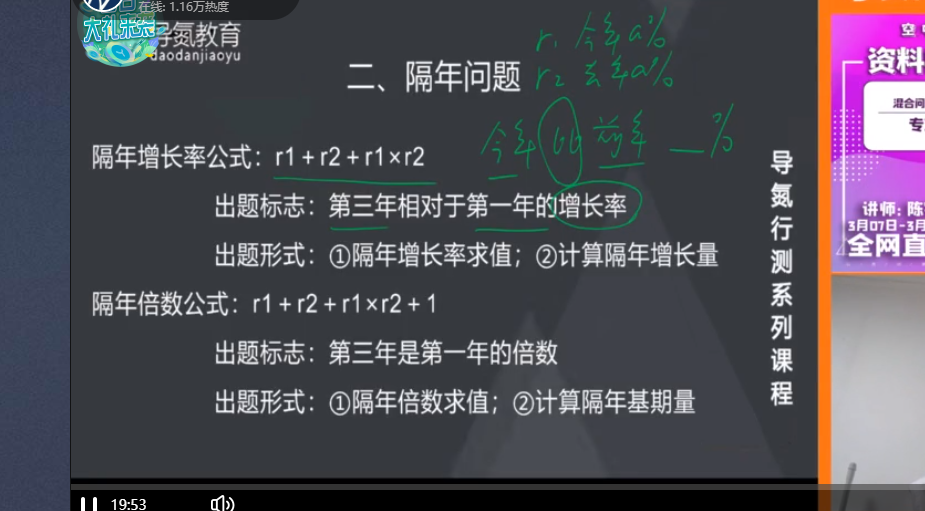 在线: 1.16万热度
大礼来袭
导氮教育
daodanjiaoyu
二、隔年问题
r1 今年a%
r2 去年a%
今年 比 前年 __%
隔年增长率公式：r1+r2+r1×r2
出题标志：第三年相对于第一年的增长率
出题形式：①隔年增长率求值；②计算隔年增长量
隔年倍数公式：r1+r2+r1×r2+1
出题标志：第三年是第一年的倍数
出题形式：①隔年倍数求值；②计算隔年基期量
导氮行测系列课程
资料
混合问
专
讲师: 陈
3月07日-3月
全网直
19:53